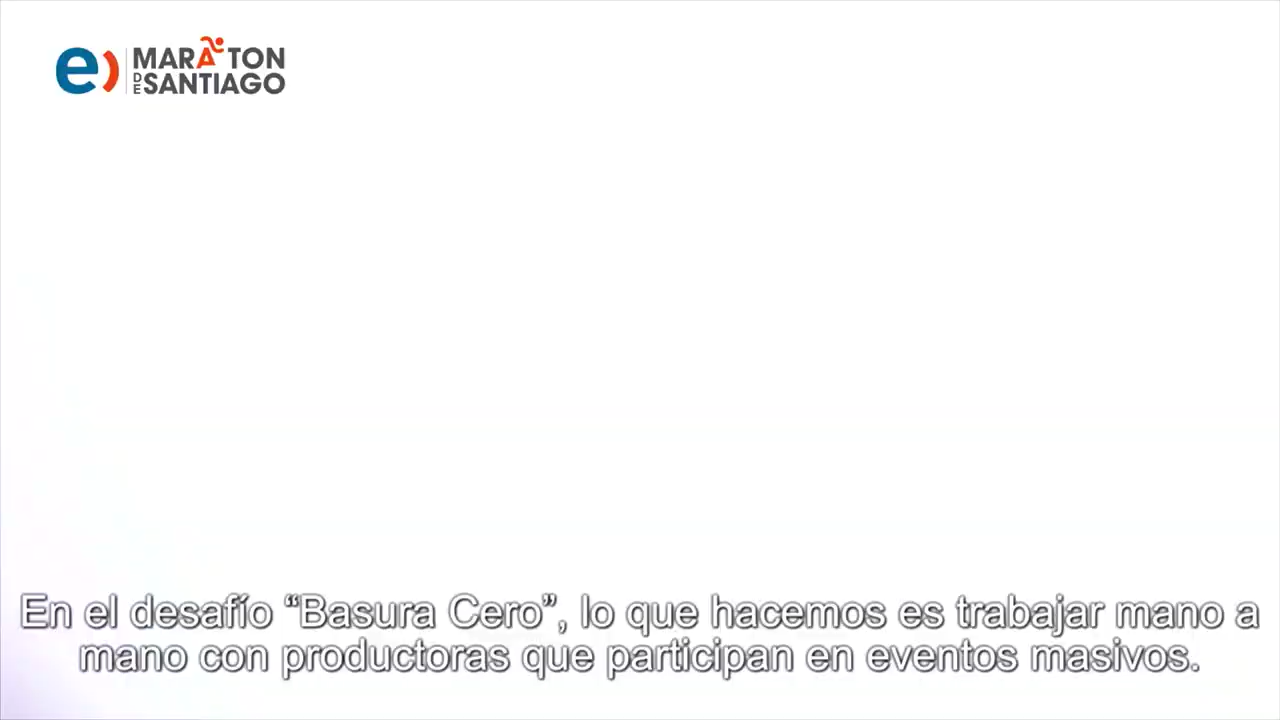 e) MARATON
DE SANTIAGO
En el desafío “Basura Cero”, lo que hacemos es trabajar mano a
mano con productoras que participan en eventos masivos.